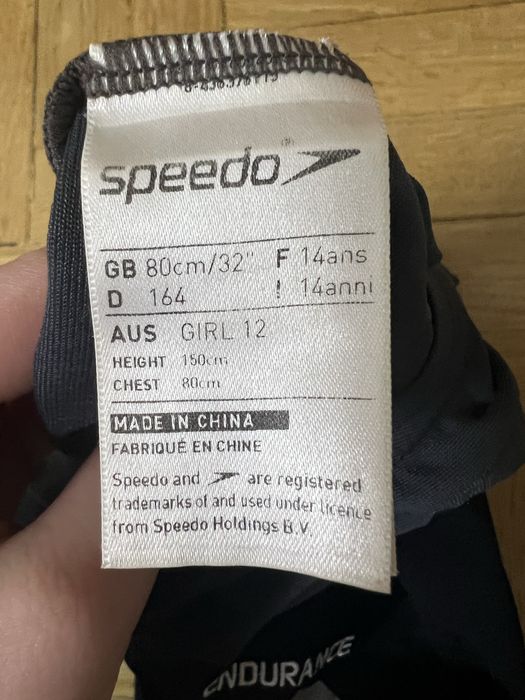 speedo®
GB 80cm/32" F 14ans
D 164 I 14anni
AUS GIRL 12
HEIGHT 150cm
CHEST 80cm
MADE IN CHINA
FABRIQUÉ EN CHINE
Speedo and are registered
trademarks of and used under licence
from Speedo Holdings B.V.
ENDURANCE